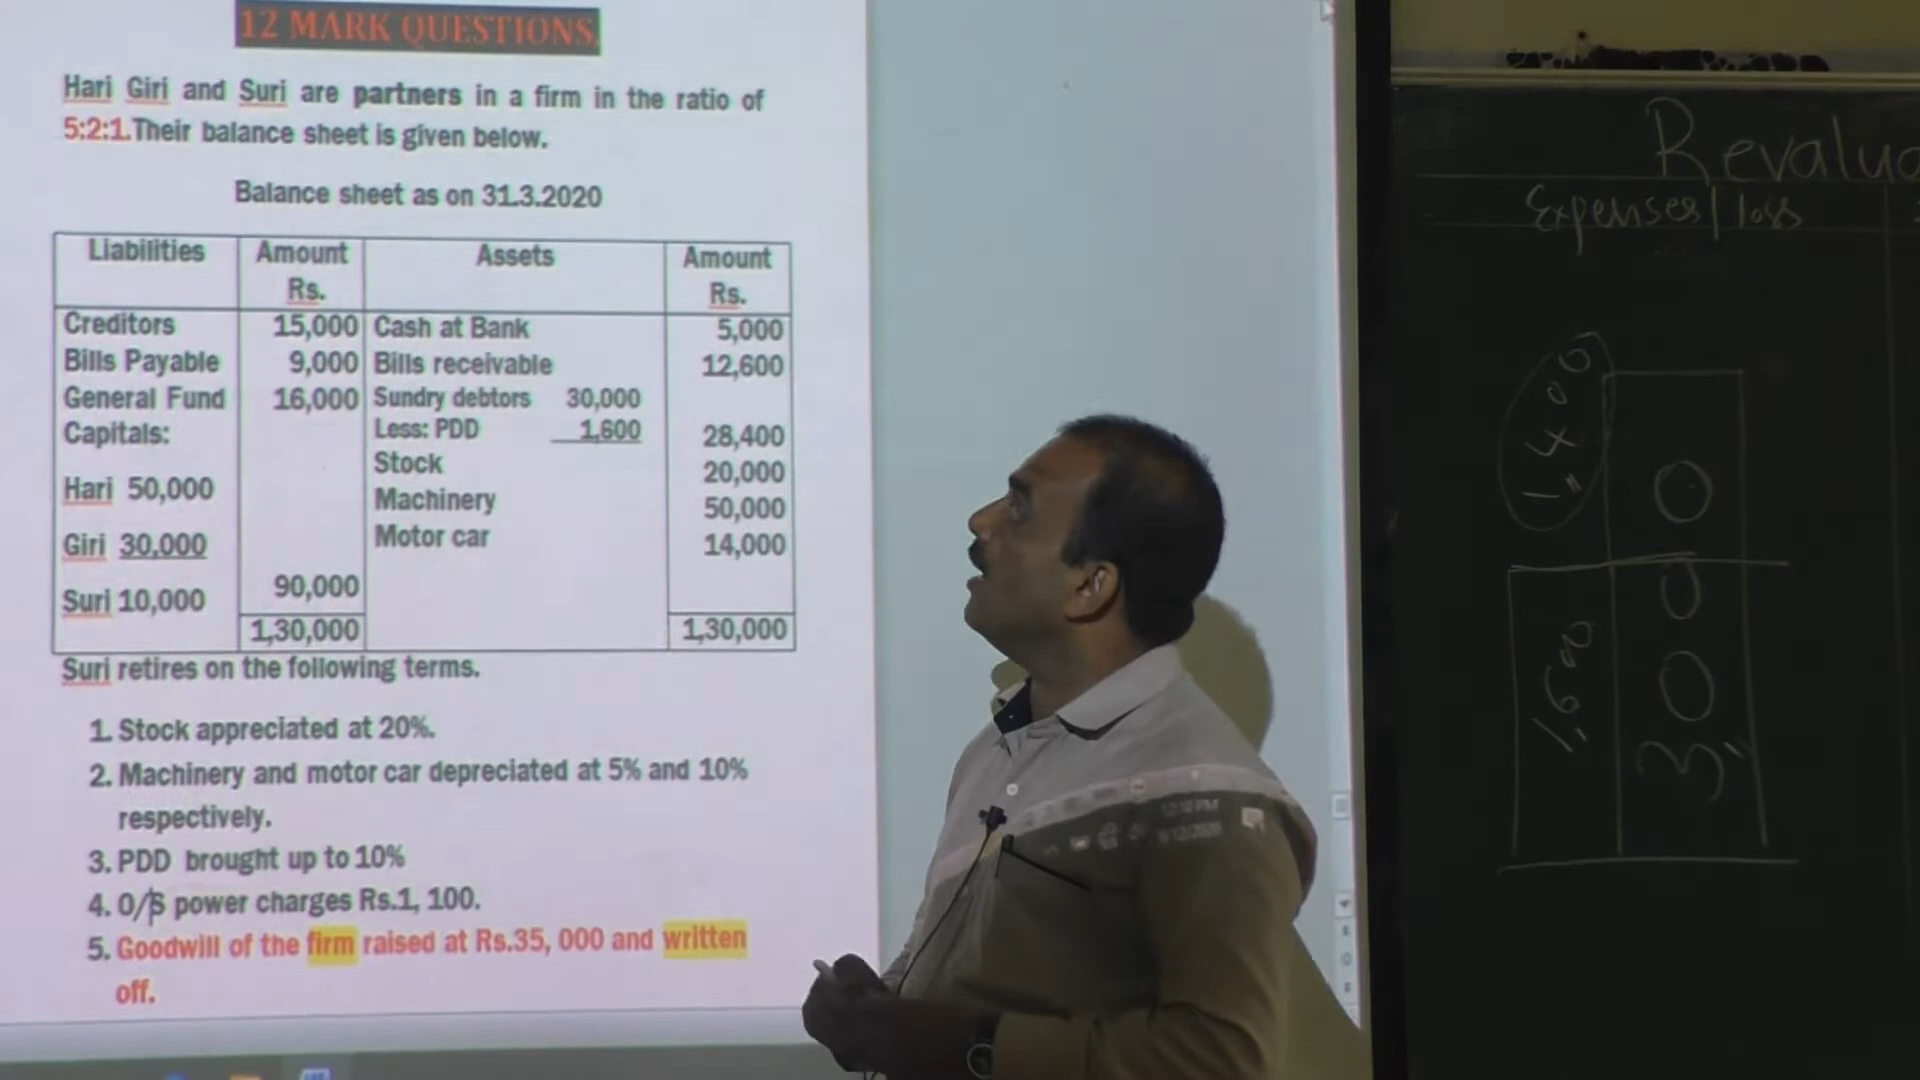 12 MARK QUESTIONS.
Hari Giri and Suri are partners in a firm in the ratio of
5:2:1.Their balance sheet is given below.
Balance sheet as on 31.3.2020
Liabilities Amount Rs. Assets Amount Rs.
Creditors 15,000 Cash at Bank 5,000
Bills Payable 9,000 Bills receivable 12,600
General Fund 16,000 Sundry debtors 30,000
Capitals: Less: PDD 1,600 28,400
Stock 20,000
Hari 50,000 Machinery 50,000
Giri 30,000 Motor car 14,000
Suri 10,000 90,000
1,30,000 1,30,000
Suri retires on the following terms.
1. Stock appreciated at 20%.
2. Machinery and motor car depreciated at 5% and 10%
respectively.
3. PDD brought up to 10%
4. O/S power charges Rs.1, 100.
5. Goodwill of the firm raised at Rs.35, 000 and written
off.
Revalua
Expenses/loss
1,400
1,600
3,000